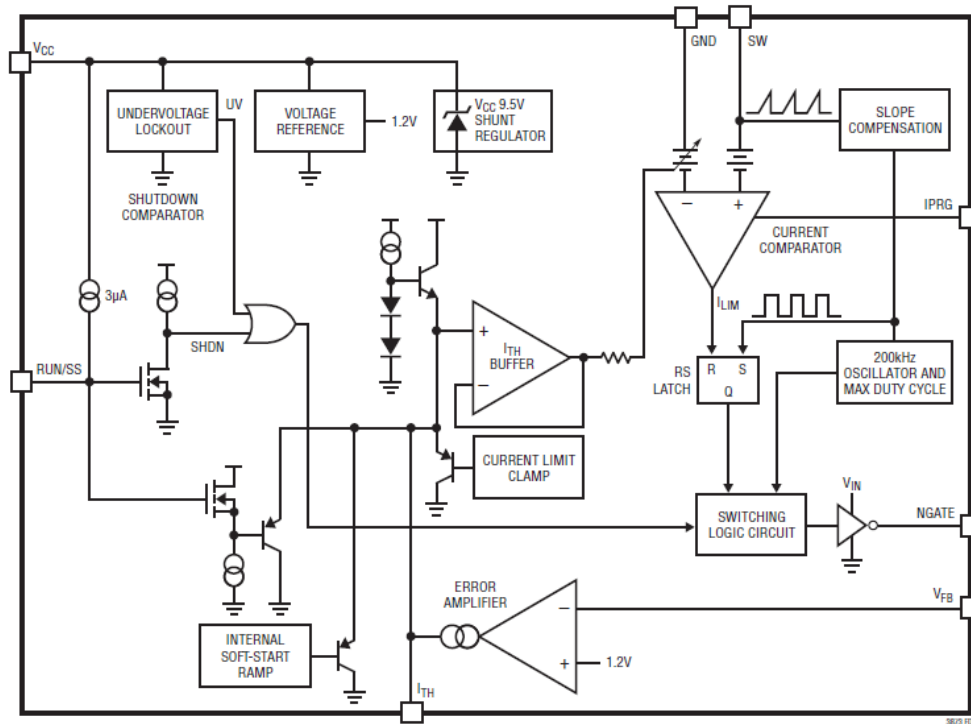 GND
SW
VCC
UNDERVOLTAGE
LOCKOUT
UV
VOLTAGE
REFERENCE
1.2V
VCC 9.5V
SHUNT
REGULATOR
SLOPE
COMPENSATION
SHUTDOWN
COMPARATOR
–
+
IPRG
CURRENT
COMPARATOR
3µA
ILIM
SHDN
+
ITH
BUFFER
–
RUN/SS
RS
LATCH
R S
Q
200kHz
OSCILLATOR AND
MAX DUTY CYCLE
CURRENT LIMIT
CLAMP
VIN
SWITCHING
LOGIC CIRCUIT
NGATE
ERROR
AMPLIFIER
–
VFB
+
1.2V
INTERNAL
SOFT-START
RAMP
ITH